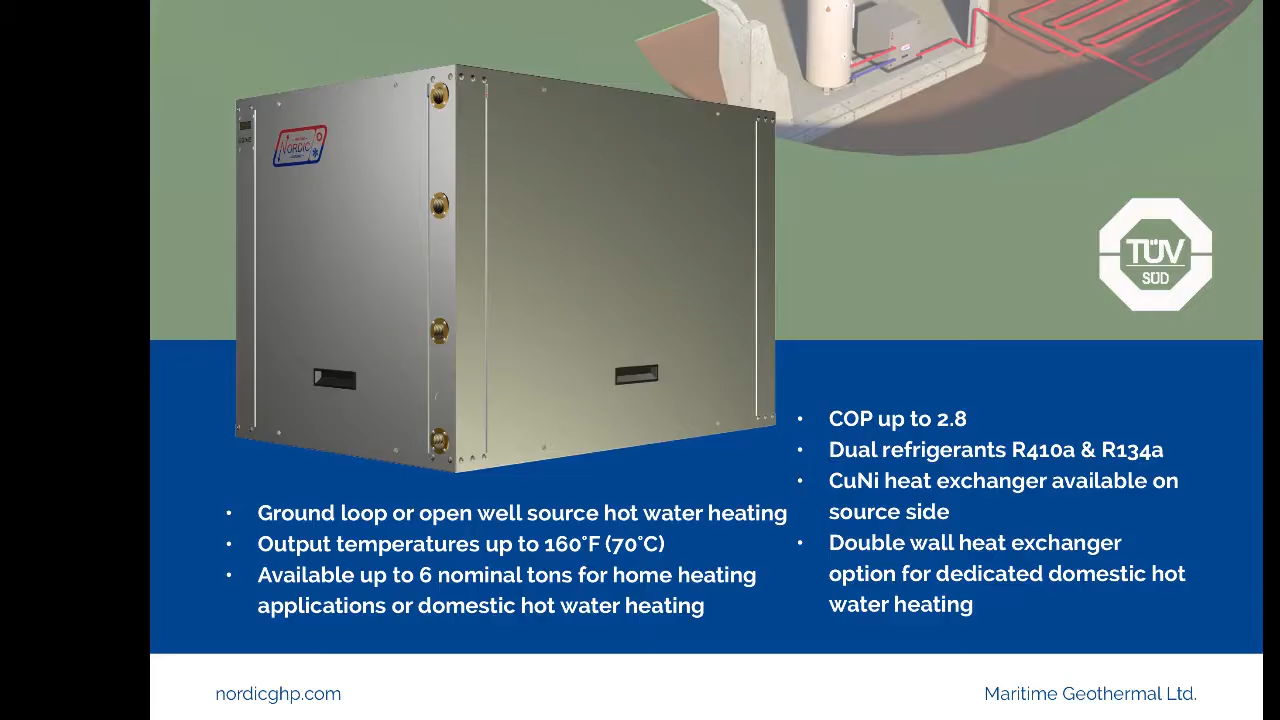 NORDIC
TÜV
SÜD
• COP up to 2.8
• Dual refrigerants R410a & R134a
• CuNi heat exchanger available on
source side
• Double wall heat exchanger
option for dedicated domestic hot
water heating
• Ground loop or open well source hot water heating
• Output temperatures up to 160°F (70°C)
• Available up to 6 nominal tons for home heating
applications or domestic hot water heating
nordicghp.com
Maritime Geothermal Ltd.